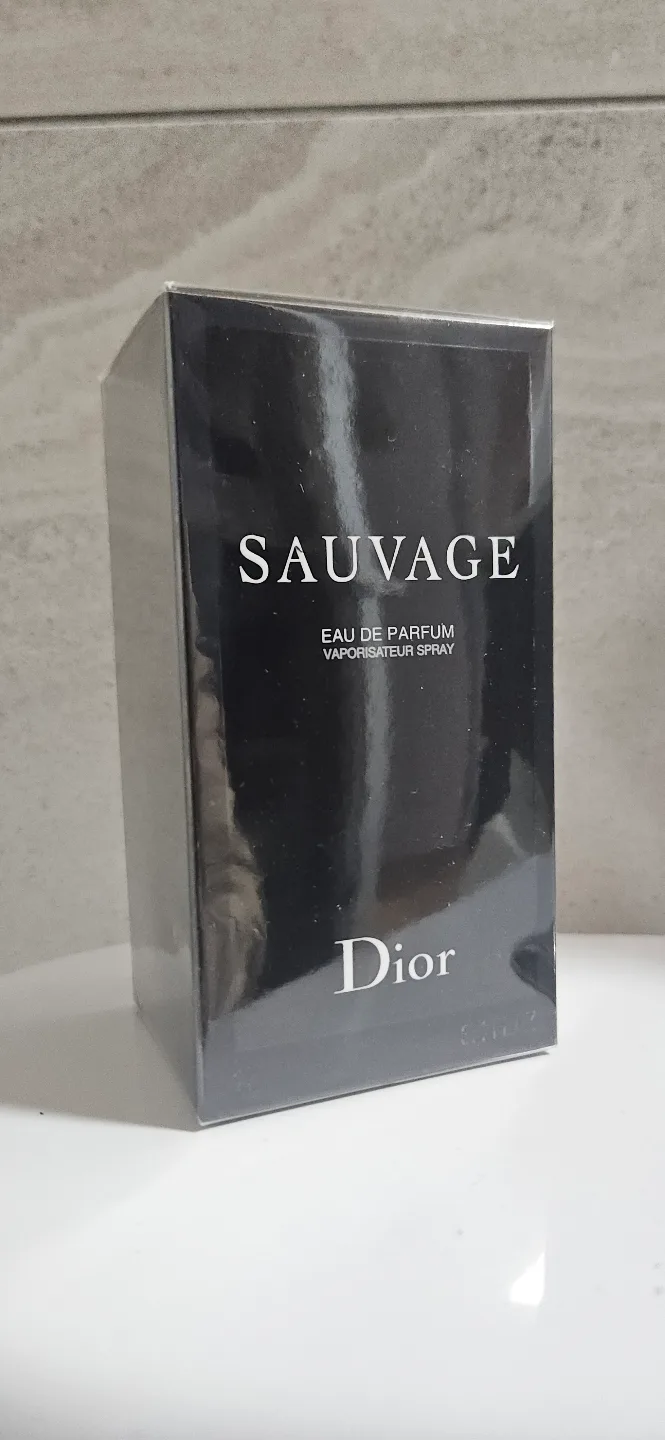 SAUVAGE
EAU DE PARFUM
VAPORISATEUR SPRAY
Dior